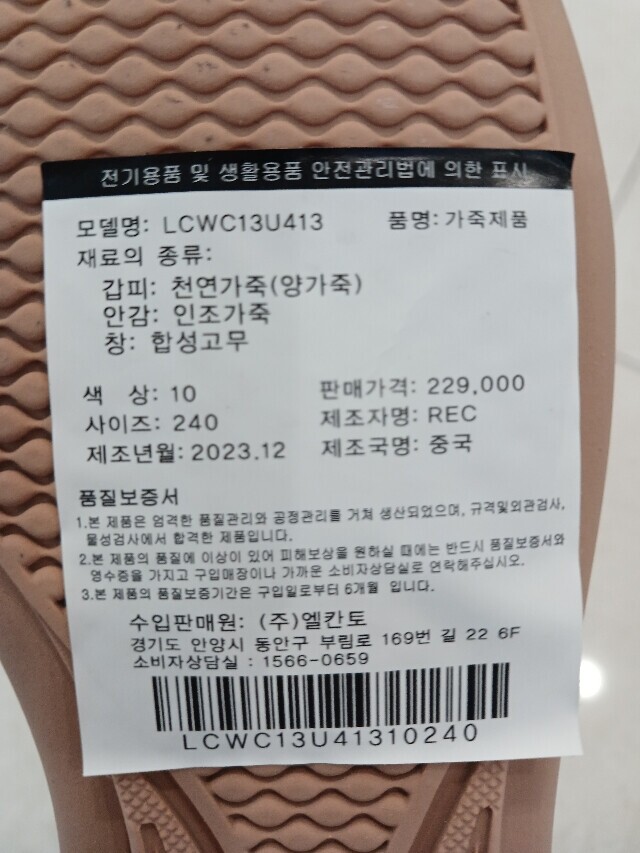 전기용품 및 생활용품 안전관리법에 의한 표시
모델명: LCWC13U413 품명: 가죽제품
재료의 종류:
갑피: 천연가죽(양가죽)
안감: 인조가죽
창: 합성고무
색 상: 10 판매가격: 229,000
사이즈: 240 제조자명: REC
제조년월: 2023.12 제조국명: 중국
품질보증서
1.본 제품은 엄격한 품질관리와 공정관리를 거쳐 생산되었으며, 규격및외관검사,
물성검사에서 합격한 제품입니다.
2.본 제품의 품질에 이상이 있어 피해보상을 원하실 때에는 반드시 품질보증서와
영수증을 가지고 구입매장이나 가까운 소비자상담실로 연락해주십시오.
3.본 제품의 품질보증기간은 구입일로부터 6개월 입니다.
수입판매원: (주)엘칸토
경기도 안양시 동안구 부림로 169번 길 22 6F
소비자상담실 : 1566-0659
LCWC13U41310240